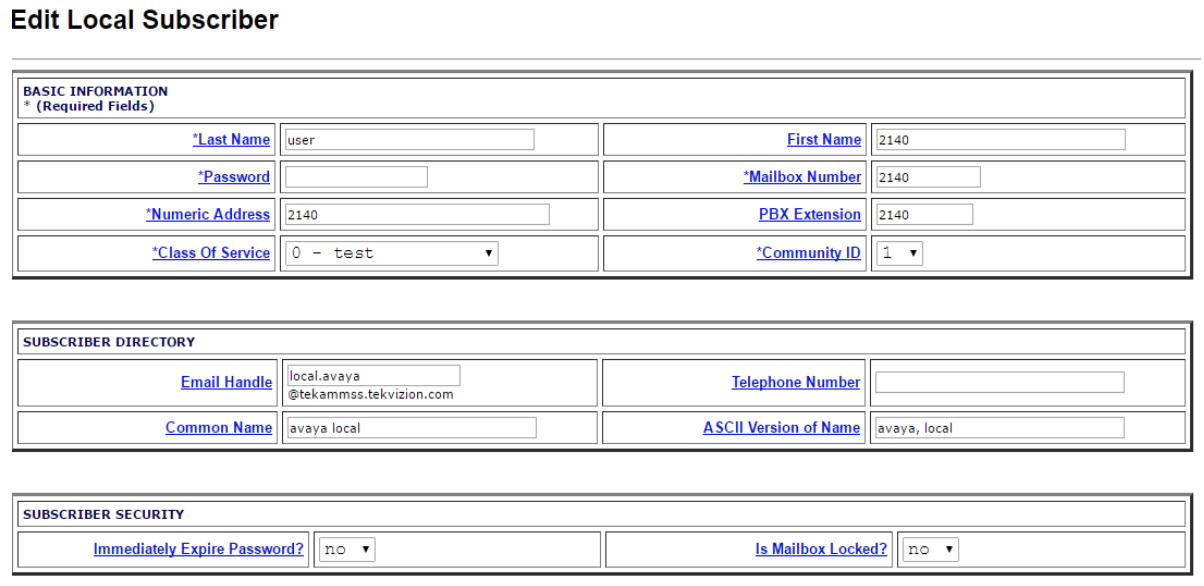 Edit Local Subscriber
BASIC INFORMATION
* (Required Fields)
*Last Name user First Name 2140
*Password *Mailbox Number 2140
*Numeric Address 2140 PBX Extension 2140
*Class Of Service 0 - test *Community ID 1
SUBSCRIBER DIRECTORY
Email Handle local.avaya Telephone Number
@tekammss.tekvizion.com
Common Name avaya local ASCII Version of Name avaya, local
SUBSCRIBER SECURITY
Immediately Expire Password? no Is Mailbox Locked? no